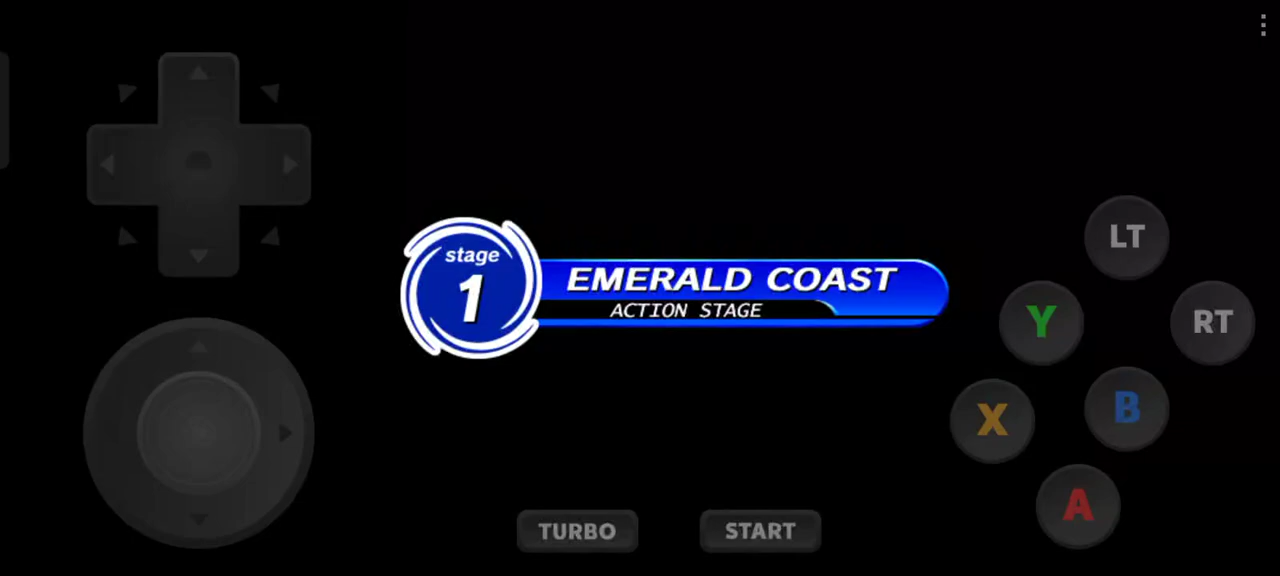 stage
1
EMERALD COAST
ACTION STAGE
LT
Y
RT
X
B
A
TURBO
START